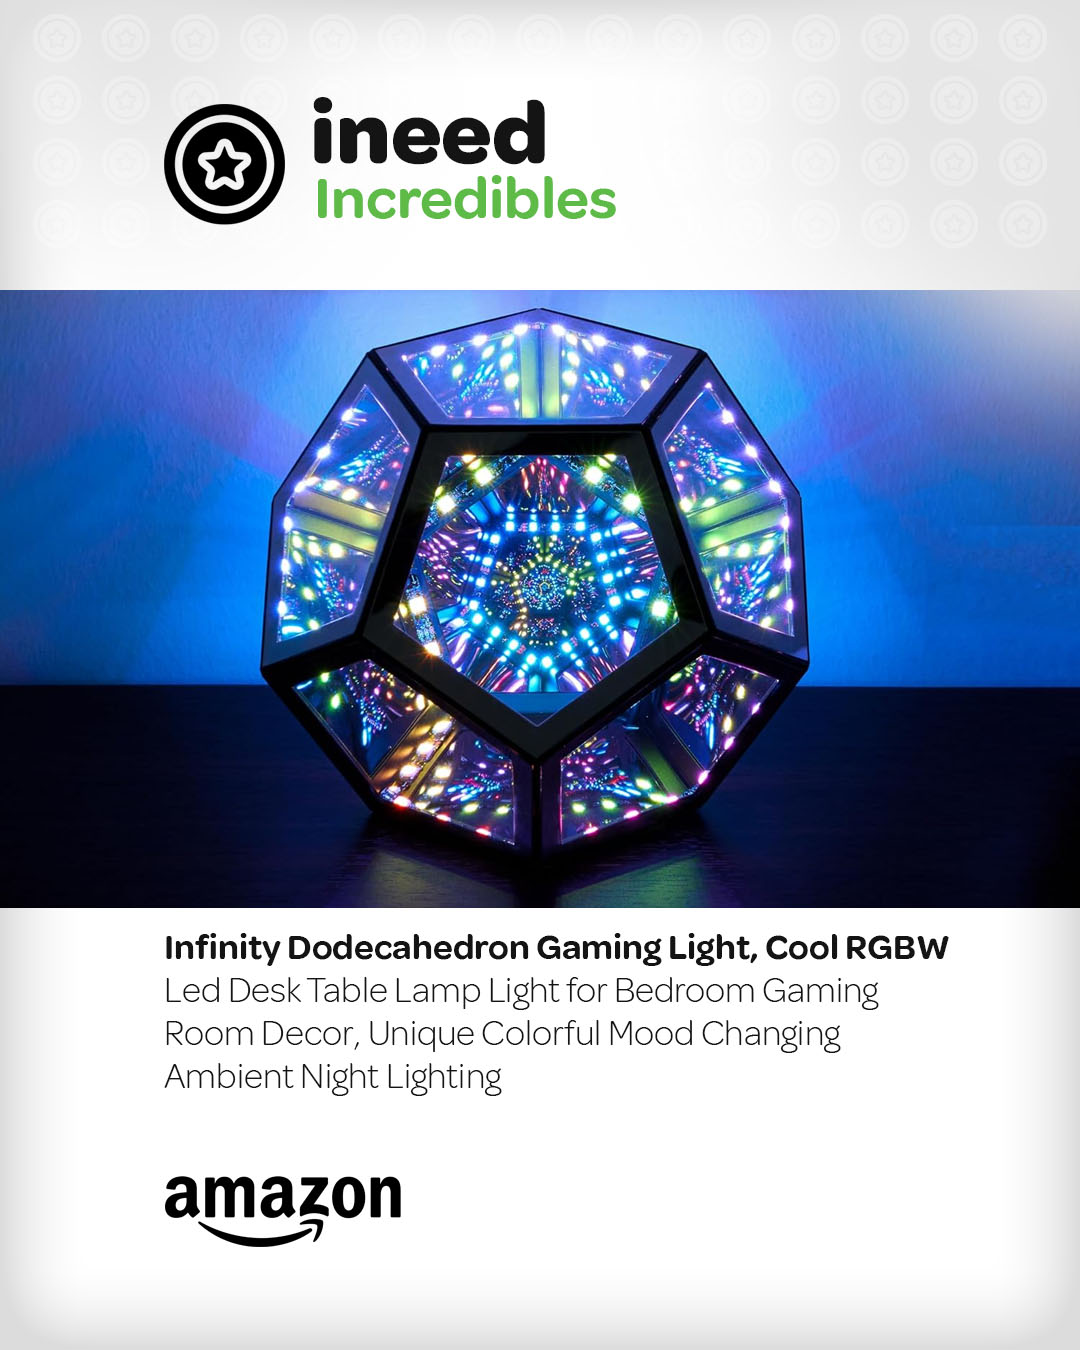 ineed
Incredibles
Infinity Dodecahedron Gaming Light, Cool RGBW
Led Desk Table Lamp Light for Bedroom Gaming
Room Decor, Unique Colorful Mood Changing
Ambient Night Lighting
amazon